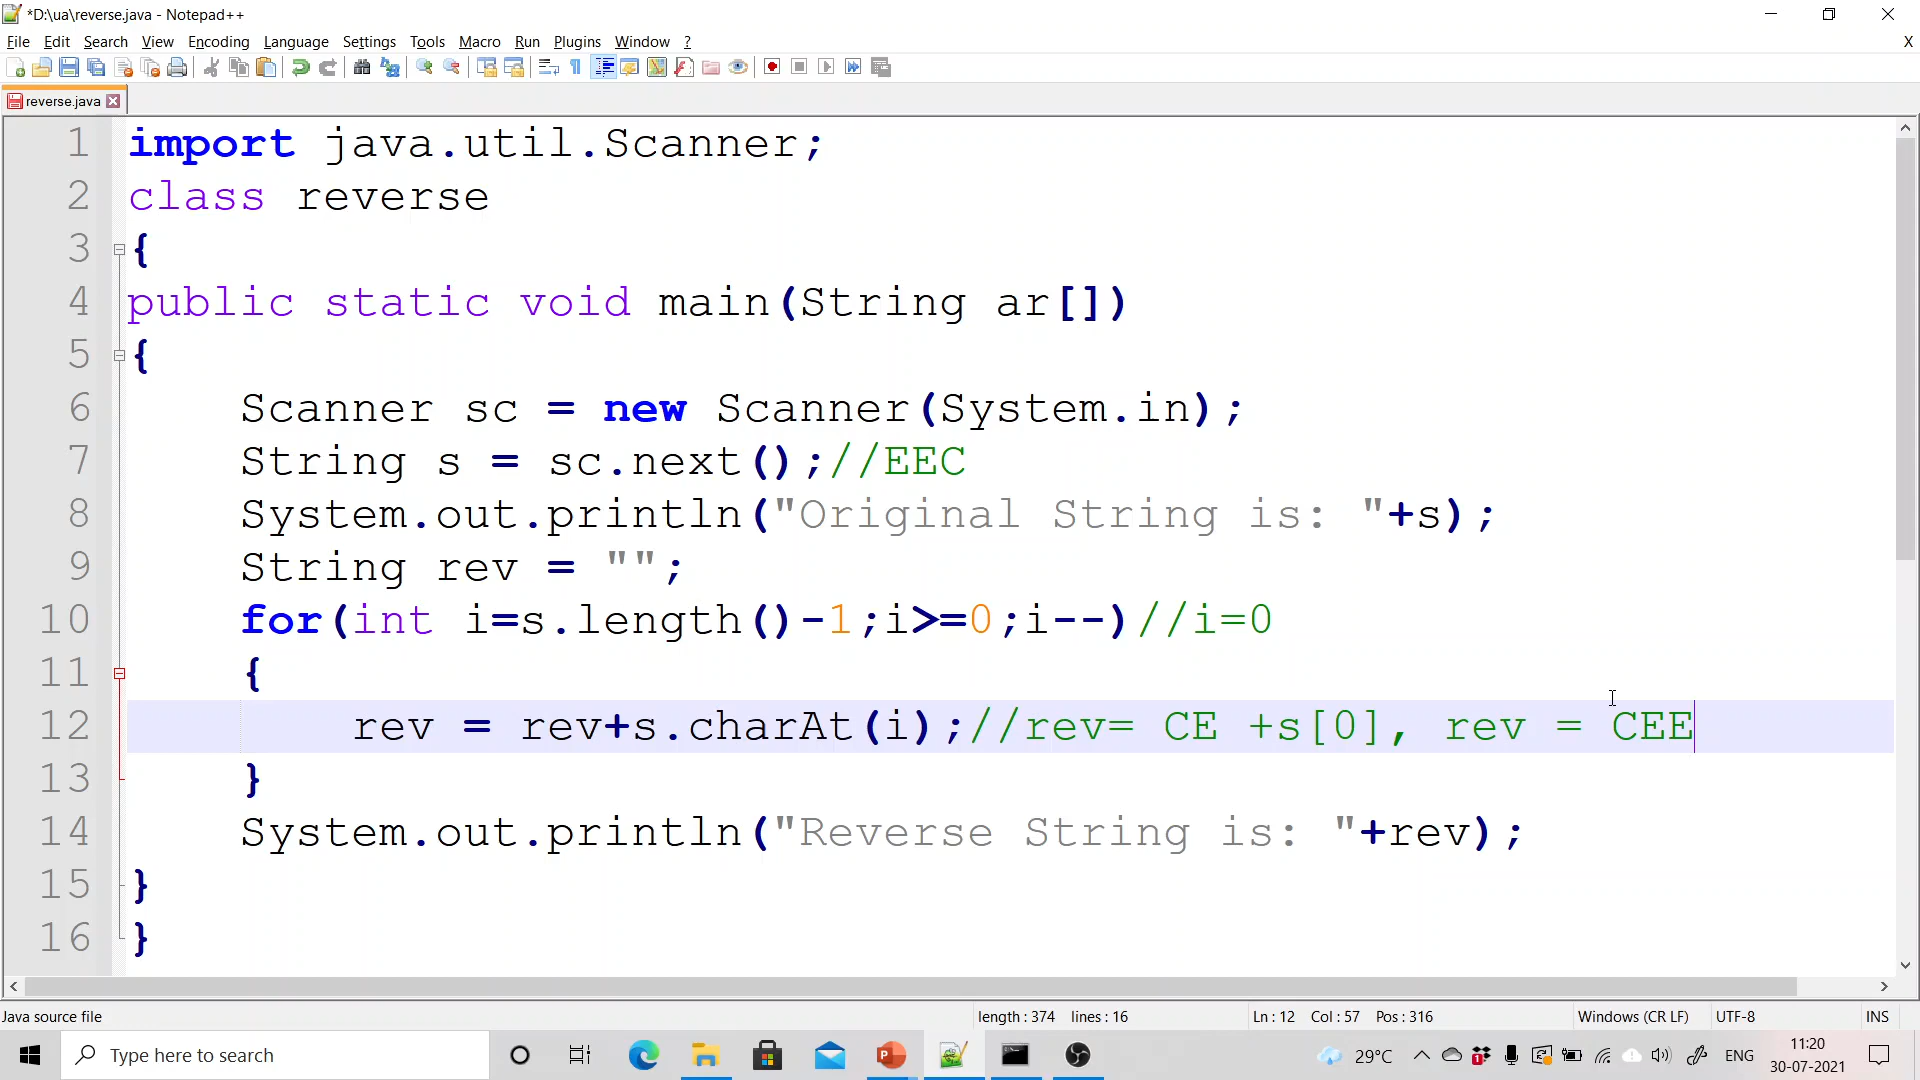 *D:\ua\reverse.java - Notepad++
File Edit Search View Encoding Language Settings Tools Macro Run Plugins Window ? X
reverse.java
1 import java.util.Scanner;
2 class reverse
3 {
4 public static void main(String ar[])
5 {
6 Scanner sc = new Scanner(System.in);
7 String s = sc.next();//EEC
8 System.out.println("Original String is: "+s);
9 String rev = "";
10 for(int i=s.length()-1;i>=0;i--)//i=0
11 {
12 rev = rev+s.charAt(i);//rev= CE +s[0], rev = CEE
13 }
14 System.out.println("Reverse String is: "+rev);
15 }
16 }
Java source file length : 374 lines : 16 Ln : 12 Col : 57 Pos : 316 Windows (CR LF) UTF-8 INS
Type here to search 29°C ENG 11:20
30-07-2021